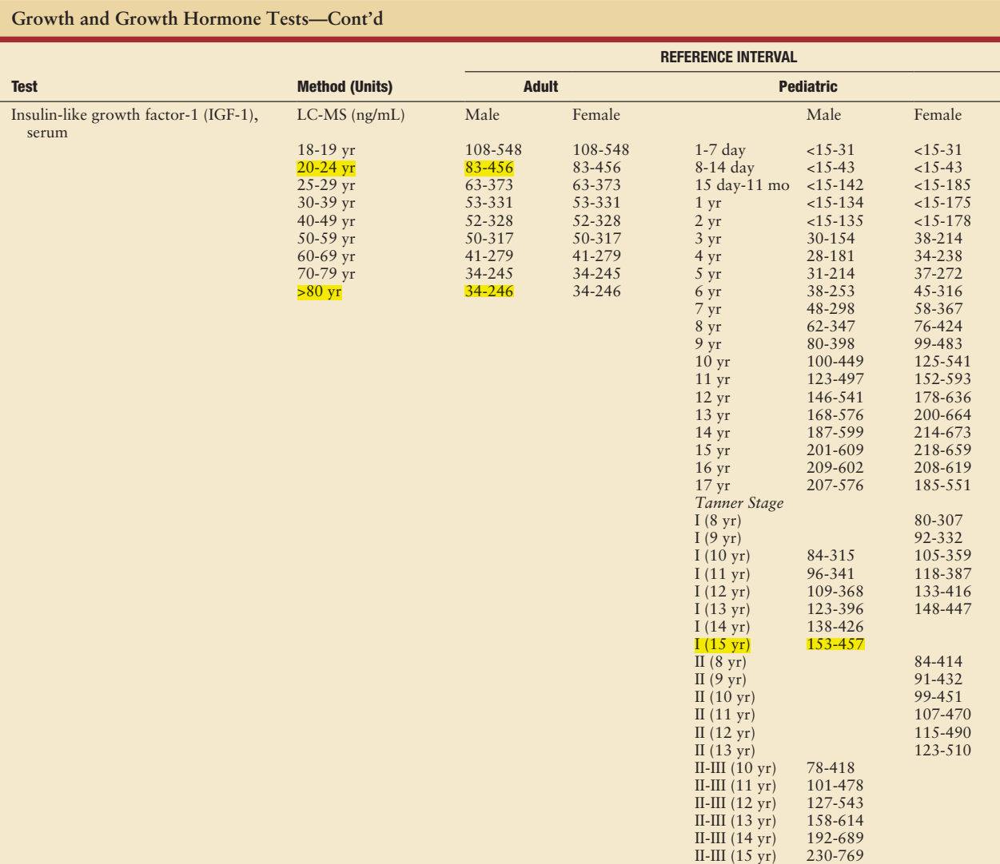 Growth and Growth Hormone Tests—Cont’d
REFERENCE INTERVAL
Test Method (Units) Adult Pediatric
Insulin-like growth factor-1 (IGF-1), LC-MS (ng/mL) Male Female Male Female
serum
18-19 yr 108-548 108-548 1-7 day <15-31 <15-31
20-24 yr 83-456 83-456 8-14 day <15-43 <15-43
25-29 yr 63-373 63-373 15 day-11 mo <15-142 <15-185
30-39 yr 53-331 53-331 1 yr <15-134 <15-175
40-49 yr 52-328 52-328 2 yr <15-135 <15-178
50-59 yr 50-317 50-317 3 yr 30-154 38-214
60-69 yr 41-279 41-279 4 yr 28-181 34-238
70-79 yr 34-245 34-245 5 yr 31-214 37-272
>80 yr 34-246 34-246 6 yr 38-253 45-316
7 yr 48-298 58-367
8 yr 62-347 76-424
9 yr 80-398 99-483
10 yr 100-449 125-541
11 yr 123-497 152-593
12 yr 146-541 178-636
13 yr 168-576 200-664
14 yr 187-599 214-673
15 yr 201-609 218-659
16 yr 209-602 208-619
17 yr 207-576 185-551
Tanner Stage
I (8 yr) 80-307
I (9 yr) 92-332
I (10 yr) 84-315 105-359
I (11 yr) 96-341 118-387
I (12 yr) 109-368 133-416
I (13 yr) 123-396 148-447
I (14 yr) 138-426
I (15 yr) 153-457
II (8 yr) 84-414
II (9 yr) 91-432
II (10 yr) 99-451
II (11 yr) 107-470
II (12 yr) 115-490
II (13 yr) 123-510
II-III (10 yr) 78-418
II-III (11 yr) 101-478
II-III (12 yr) 127-543
II-III (13 yr) 158-614
II-III (14 yr) 192-689
II-III (15 yr) 230-769